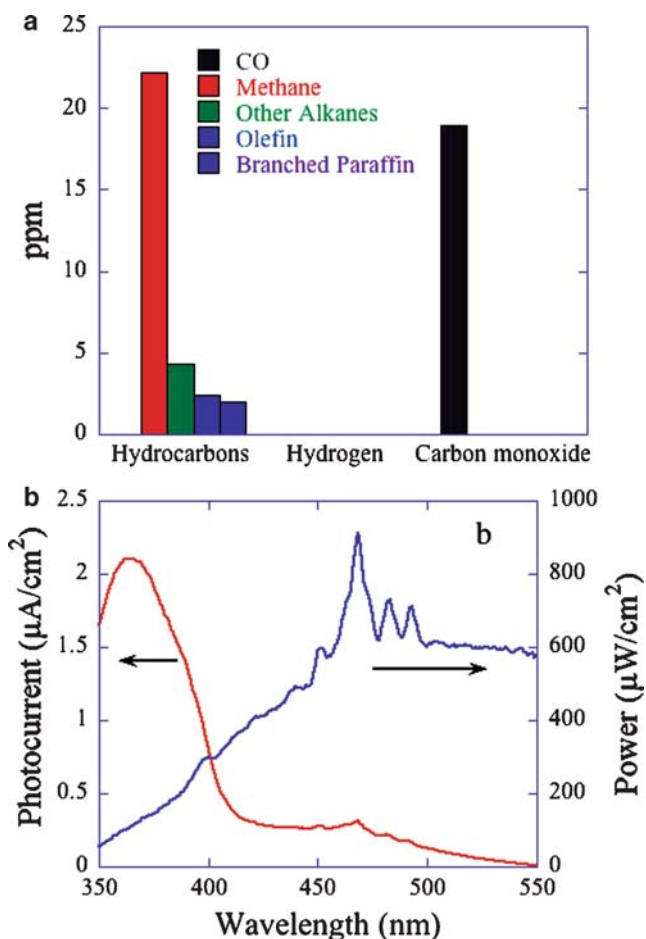 a
25
20
15
10
5
0
ppm
CO
Methane
Other Alkanes
Olefin
Branched Paraffin
Hydrocarbons Hydrogen Carbon monoxide
b
2.5
2
1.5
1
0.5
0
Photocurrent (µA/cm²)
b
1000
800
600
400
200
0
Power (µW/cm²)
350 400 450 500 550
Wavelength (nm)